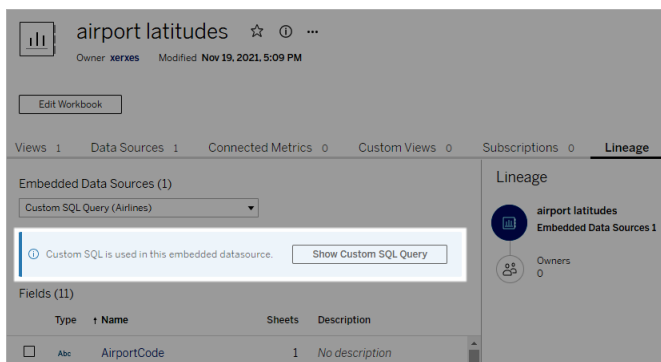 airport latitudes
Owner xerxes Modified Nov 19, 2021, 5:09 PM
Edit Workbook
Views 1 Data Sources 1 Connected Metrics 0 Custom Views 0 Subscriptions 0 Lineage
Embedded Data Sources (1)
Custom SQL Query (Airlines)
Custom SQL is used in this embedded datasource. Show Custom SQL Query
Fields (11)
Type ↑ Name Sheets Description
Abc AirportCode 1 No description
Lineage
airport latitudes
Embedded Data Sources 1
Owners
0